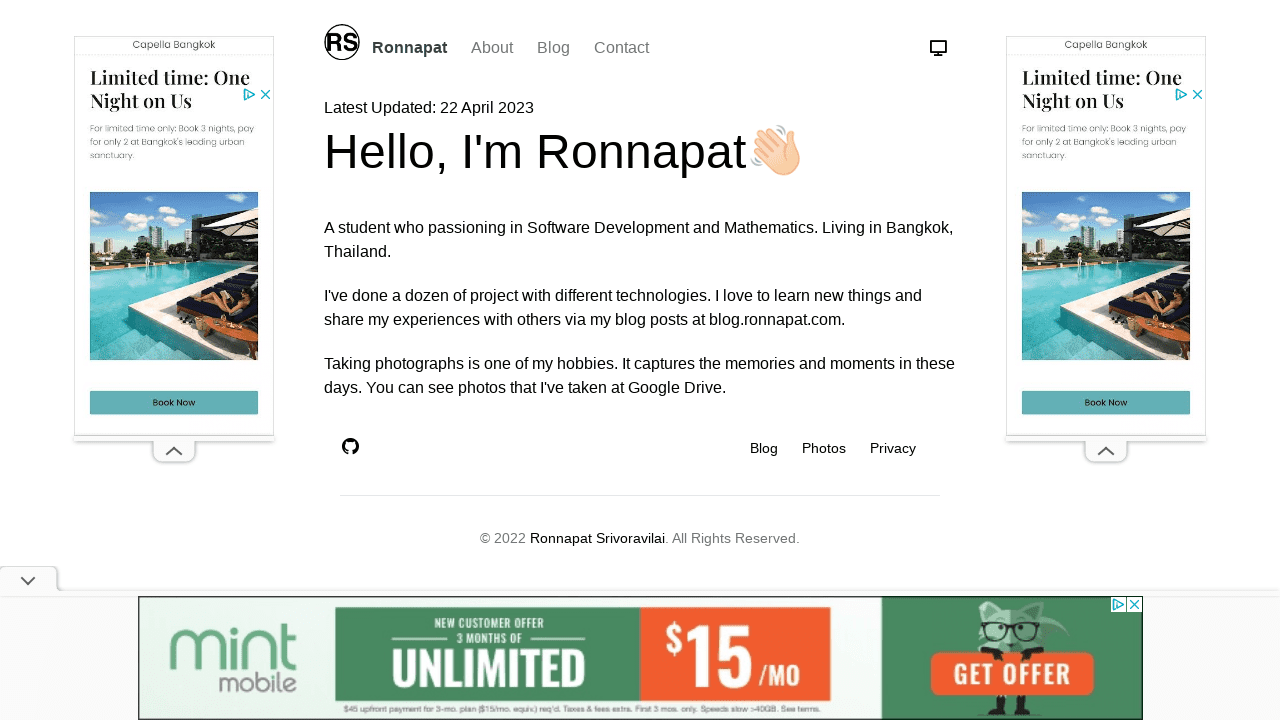 RS Ronnapat About Blog Contact
Latest Updated: 22 April 2023
Hello, I'm Ronnapat👋🏻
A student who passioning in Software Development and Mathematics. Living in Bangkok,
Thailand.
I've done a dozen of project with different technologies. I love to learn new things and
share my experiences with others via my blog posts at blog.ronnapat.com.
Taking photographs is one of my hobbies. It captures the memories and moments in these
days. You can see photos that I've taken at Google Drive.
Blog Photos Privacy
© 2022 Ronnapat Srivoravilai. All Rights Reserved.
Capella Bangkok
Limited time: One
Night on Us
For limited time only: Book 3 nights, pay
for only 2 at Bangkok's leading urban
sanctuary.
Book Now
Capella Bangkok
Limited time: One
Night on Us
For limited time only: Book 3 nights, pay
for only 2 at Bangkok's leading urban
sanctuary.
Book Now
mint
mobile
NEW CUSTOMER OFFER
3 MONTHS OF
UNLIMITED
$15/MO
GET OFFER
$45 upfront payment for 3-mo. plan ($15/mo. equiv.) req'd. Taxes & fees extra. First 3 mos. only. Speeds slow >40GB. See terms.